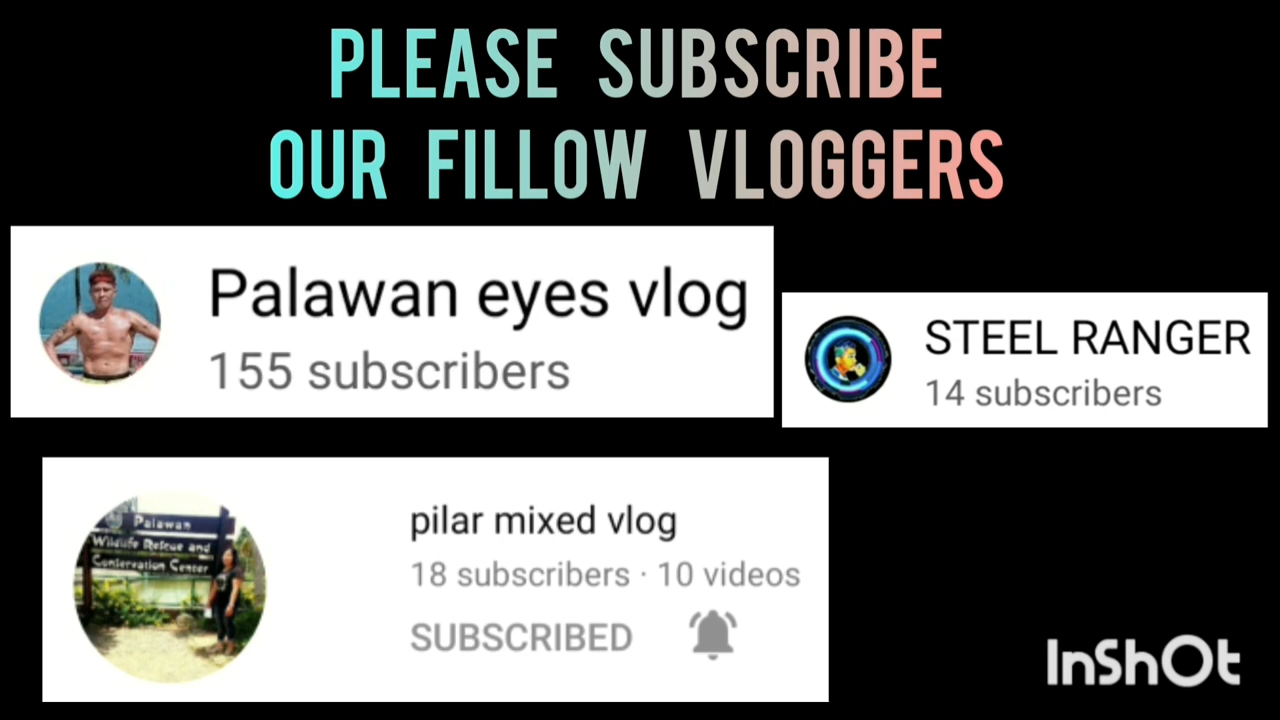 PLEASE SUBSCRIBE
OUR FILLOW VLOGGERS
Palawan eyes vlog
155 subscribers
STEEL RANGER
14 subscribers
Palawan
Wildlife Rescue and
Conservation Center
pilar mixed vlog
18 subscribers · 10 videos
SUBSCRIBED
InShOt